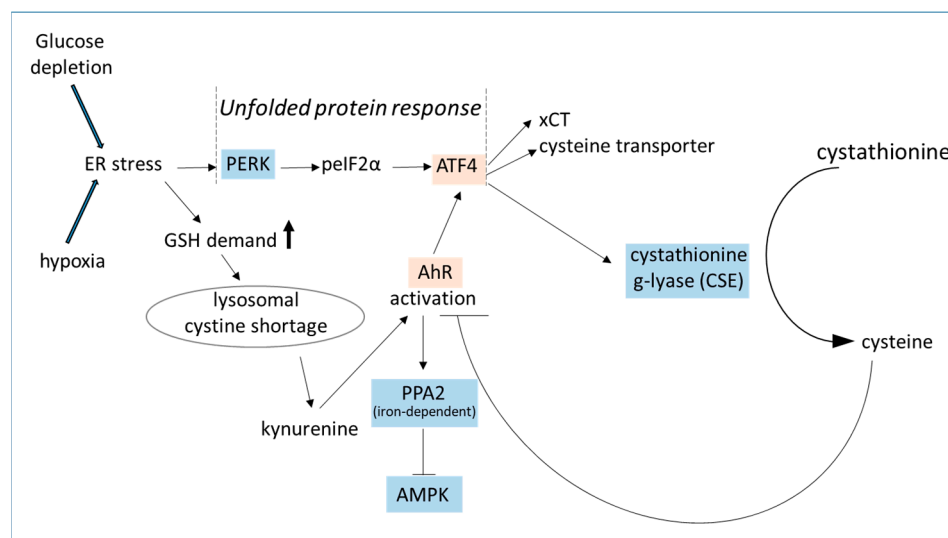 Glucose
depletion
Unfolded protein response
xCT
cysteine transporter
cystathionine
ER stress
PERK
peIF2α
ATF4
GSH demand
hypoxia
AhR
activation
cystathionine
g-lyase (CSE)
lysosomal
cystine shortage
cysteine
PPA2
(iron-dependent)
kynurenine
AMPK